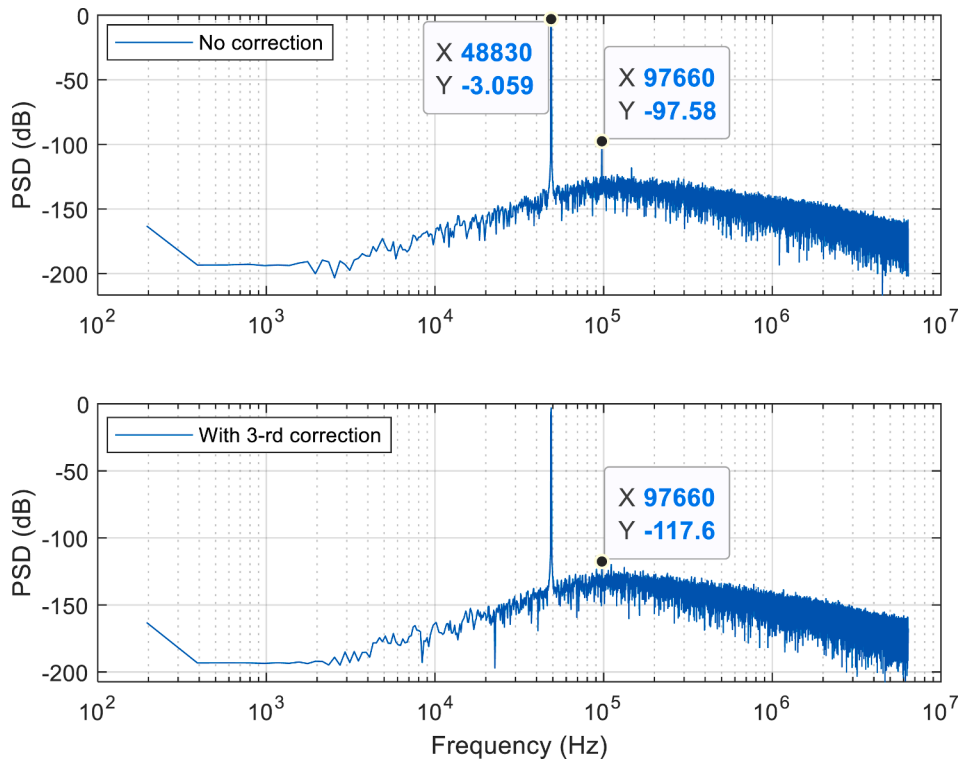 0
-50
-100
-150
-200
PSD (dB)
No correction
X 48830
Y -3.059
X 97660
Y -97.58
10^2
10^3
10^4
10^5
10^6
10^7
0
-50
-100
-150
-200
PSD (dB)
With 3-rd correction
X 97660
Y -117.6
10^2
10^3
10^4
10^5
10^6
10^7
Frequency (Hz)